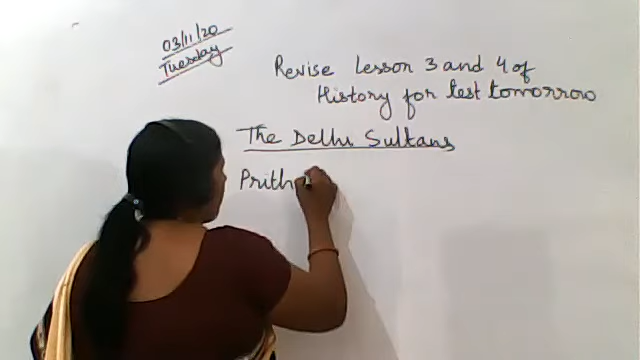 03/11/20
Tuesday
Revise Lesson 3 and 4 of
History for test tomorrow
The Delhi Sultans
Prith